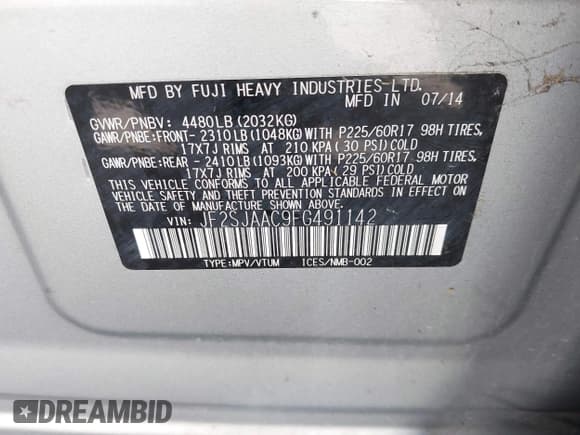 MFD BY FUJI HEAVY INDUSTRIES-LTD.
MFD IN 07/14
GVWR/PNBV: 4480LB(2032KG)
GAWR/PNBE:FRONT- 2310LB(1048KG)WITH P225/60R17 98H TIRES,
17X7J RIMS AT 210 KPA(30 PSI)COLD
GAWR/PNBE:REAR - 2410LB(1093KG)WITH P225/60R17 98H TIRES,
17X7J RIMS AT 200 KPA(29 PSI)COLD
THIS VEHICLE CONFORMS TO ALL APPLICABLE FEDERAL MOTOR
VEHICLE SAFETY,BUMPER,AND THEFT PREVENTION STANDARDS IN EFFECT ON
THE DATE OF MANUFACTURE SHOWN ABOVE.
VIN: JF2SJAAC9FG491142
TYPE:MPV/VTUM ICES/NMB-002
DREAMBID